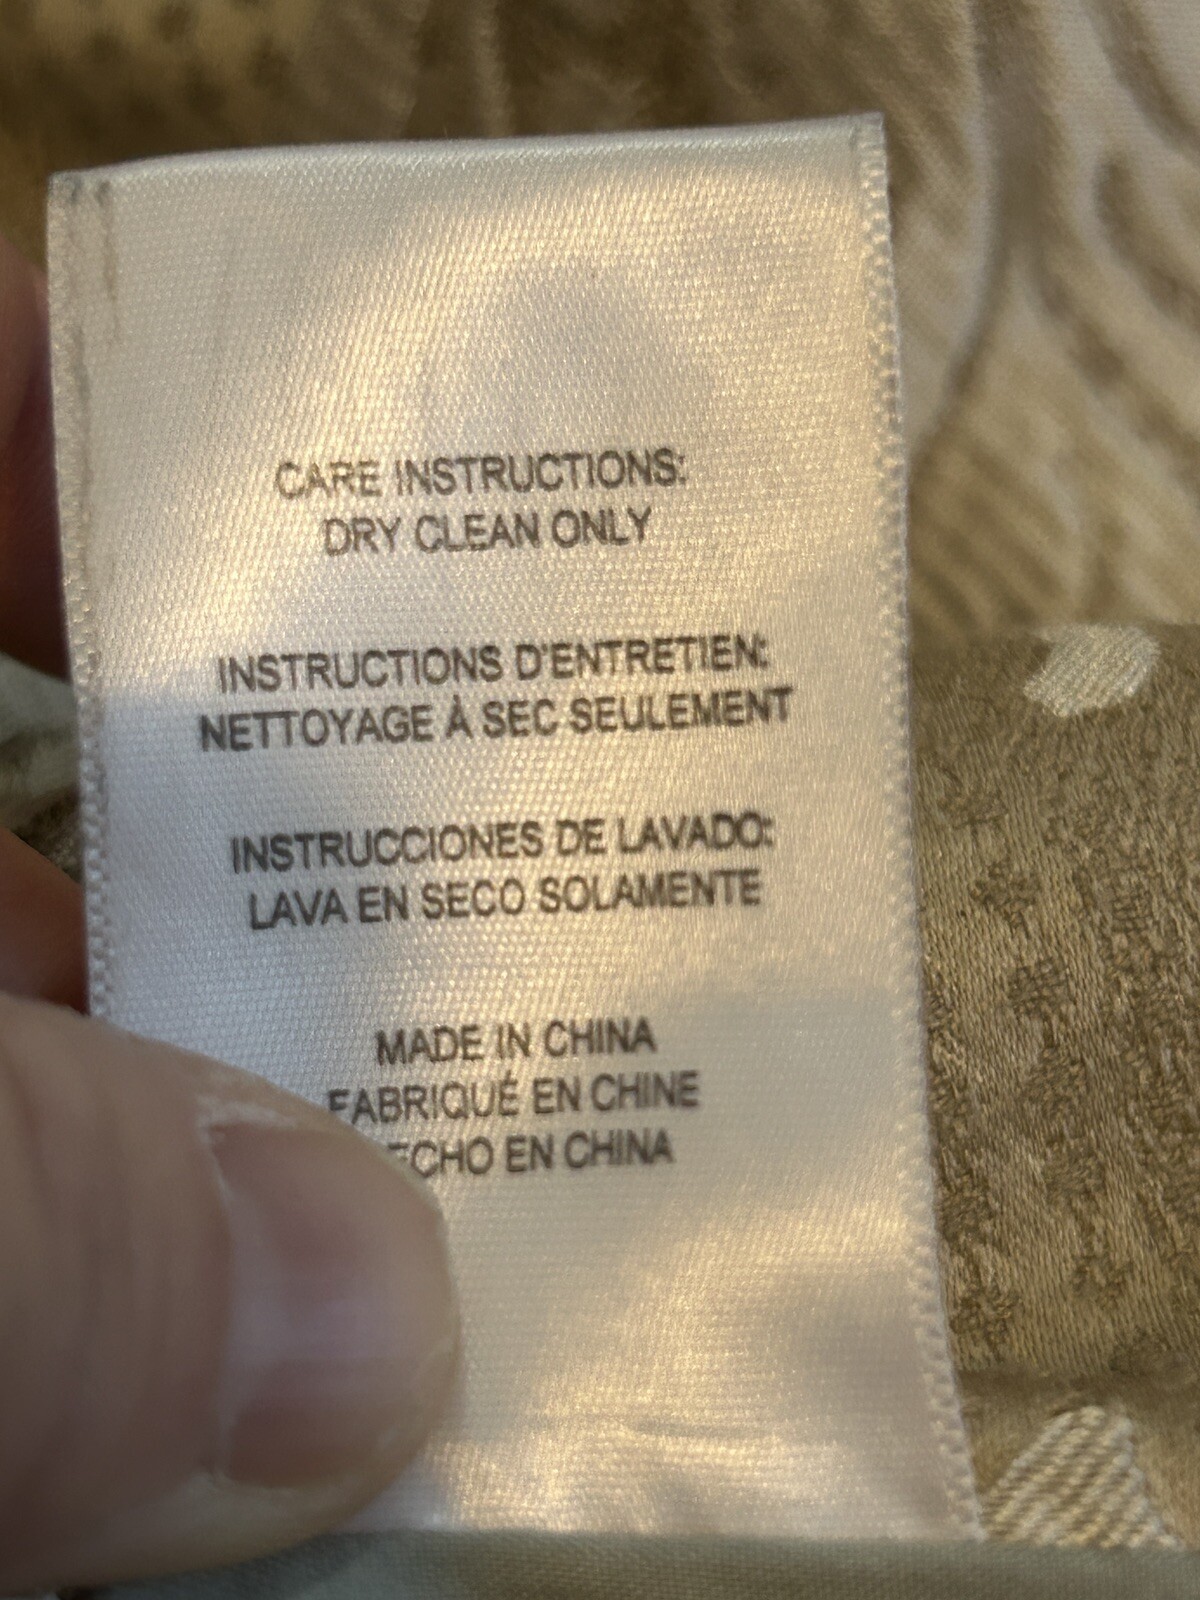 CARE INSTRUCTIONS:
DRY CLEAN ONLY
INSTRUCTIONS D'ENTRETIEN:
NETTOYAGE À SEC SEULEMENT
INSTRUCCIONES DE LAVADO:
LAVA EN SECO SOLAMENTE
MADE IN CHINA
FABRIQUÉ EN CHINE
ECHO EN CHINA